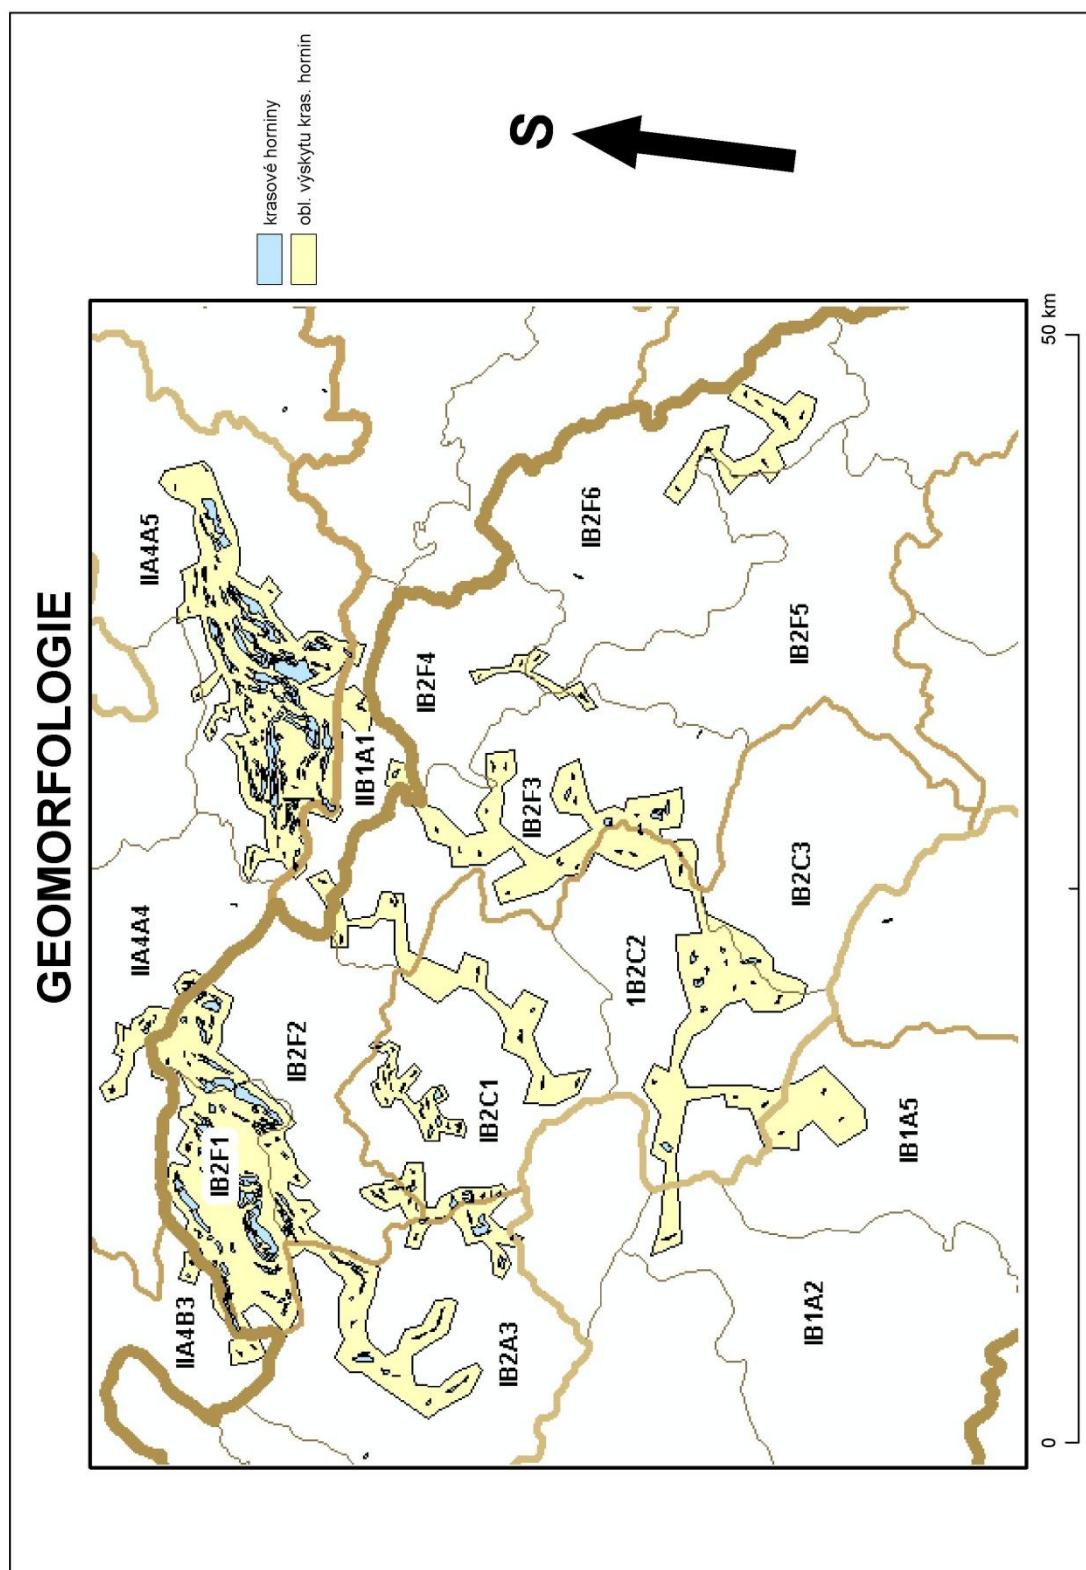 GEOMORFOLOGIE
krasové horniny
obl. výskytu kras. hornin
S
IIA4B3
IB2F1
IIA4A4
IIA4A5
IB2F2
IIB1A1
IB2F4
IB2A3
IB2C1
IB2F3
IB2F6
1B2C2
IB1A2
IB1A5
IB2C3
IB2F5
0
50 km